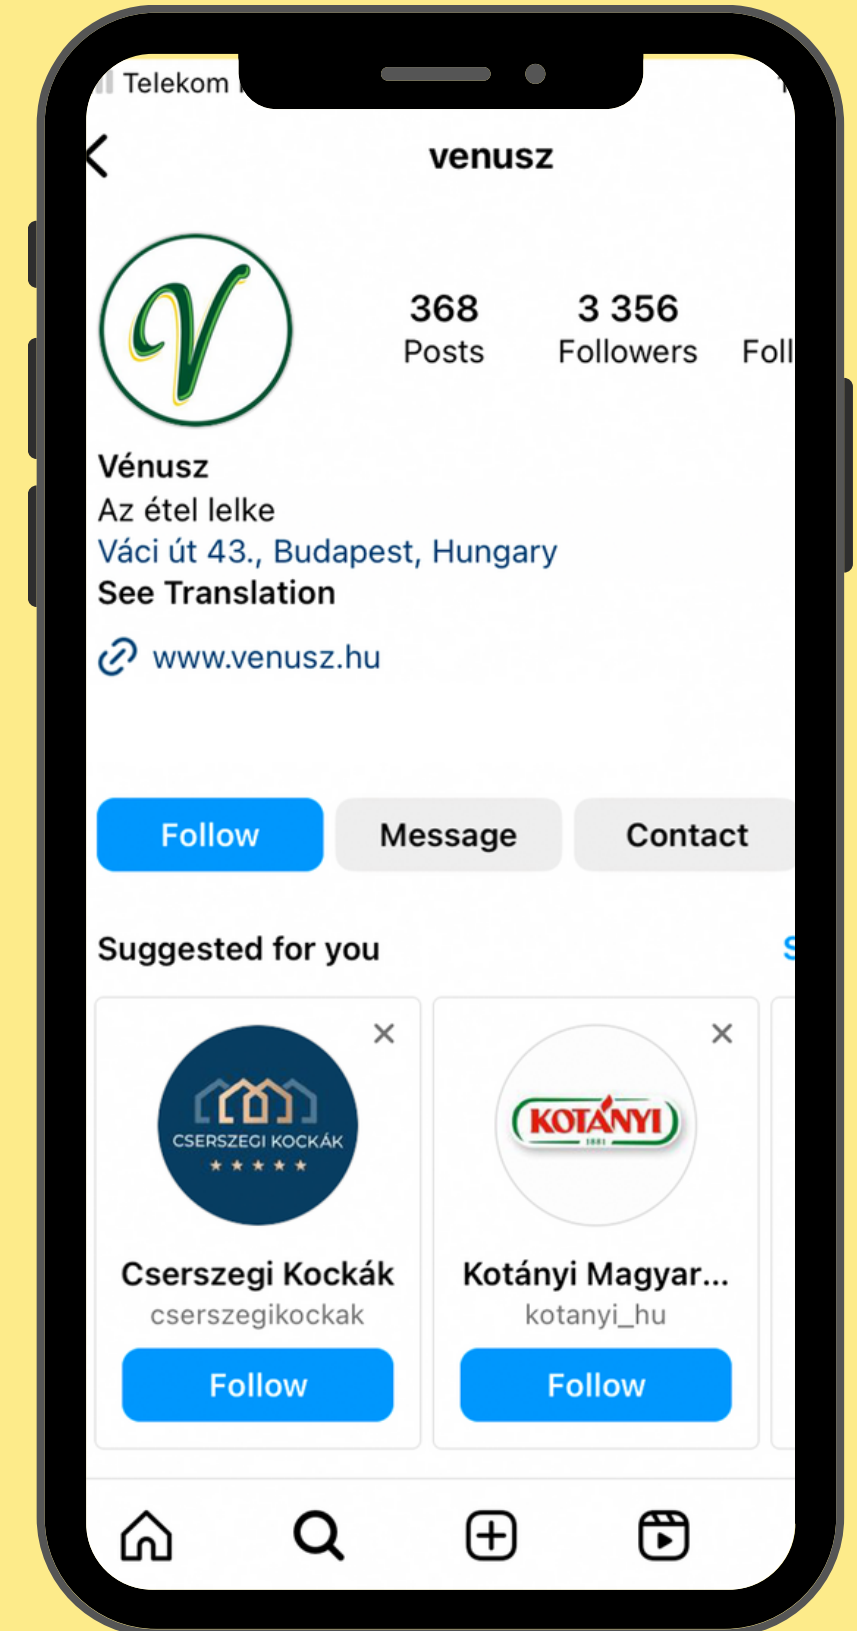 Telekom
venusz
V
368 3 356
Posts Followers Foll
Vénusz
Az étel lelke
Váci út 43., Budapest, Hungary
See Translation
www.venusz.hu
Follow Message Contact
Suggested for you
CSERSZEGI KOCKÁK
KOTÁNYI
1881
Cserszegi Kockák
cserszegikockak
Follow
Kotányi Magyar...
kotanyi_hu
Follow